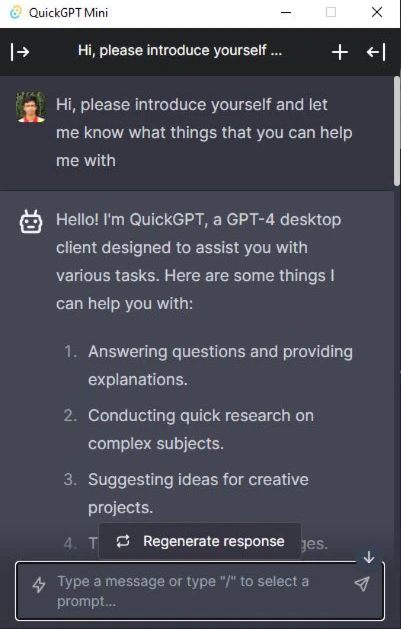 QuickGPT Mini
Hi, please introduce yourself ...
Hi, please introduce yourself and let
me know what things that you can help
me with
Hello! I'm QuickGPT, a GPT-4 desktop
client designed to assist you with
various tasks. Here are some things I
can help you with:
1. Answering questions and providing
explanations.
2. Conducting quick research on
complex subjects.
3. Suggesting ideas for creative
projects.
4.
Regenerate response
Type a message or type "/" to select a
prompt...